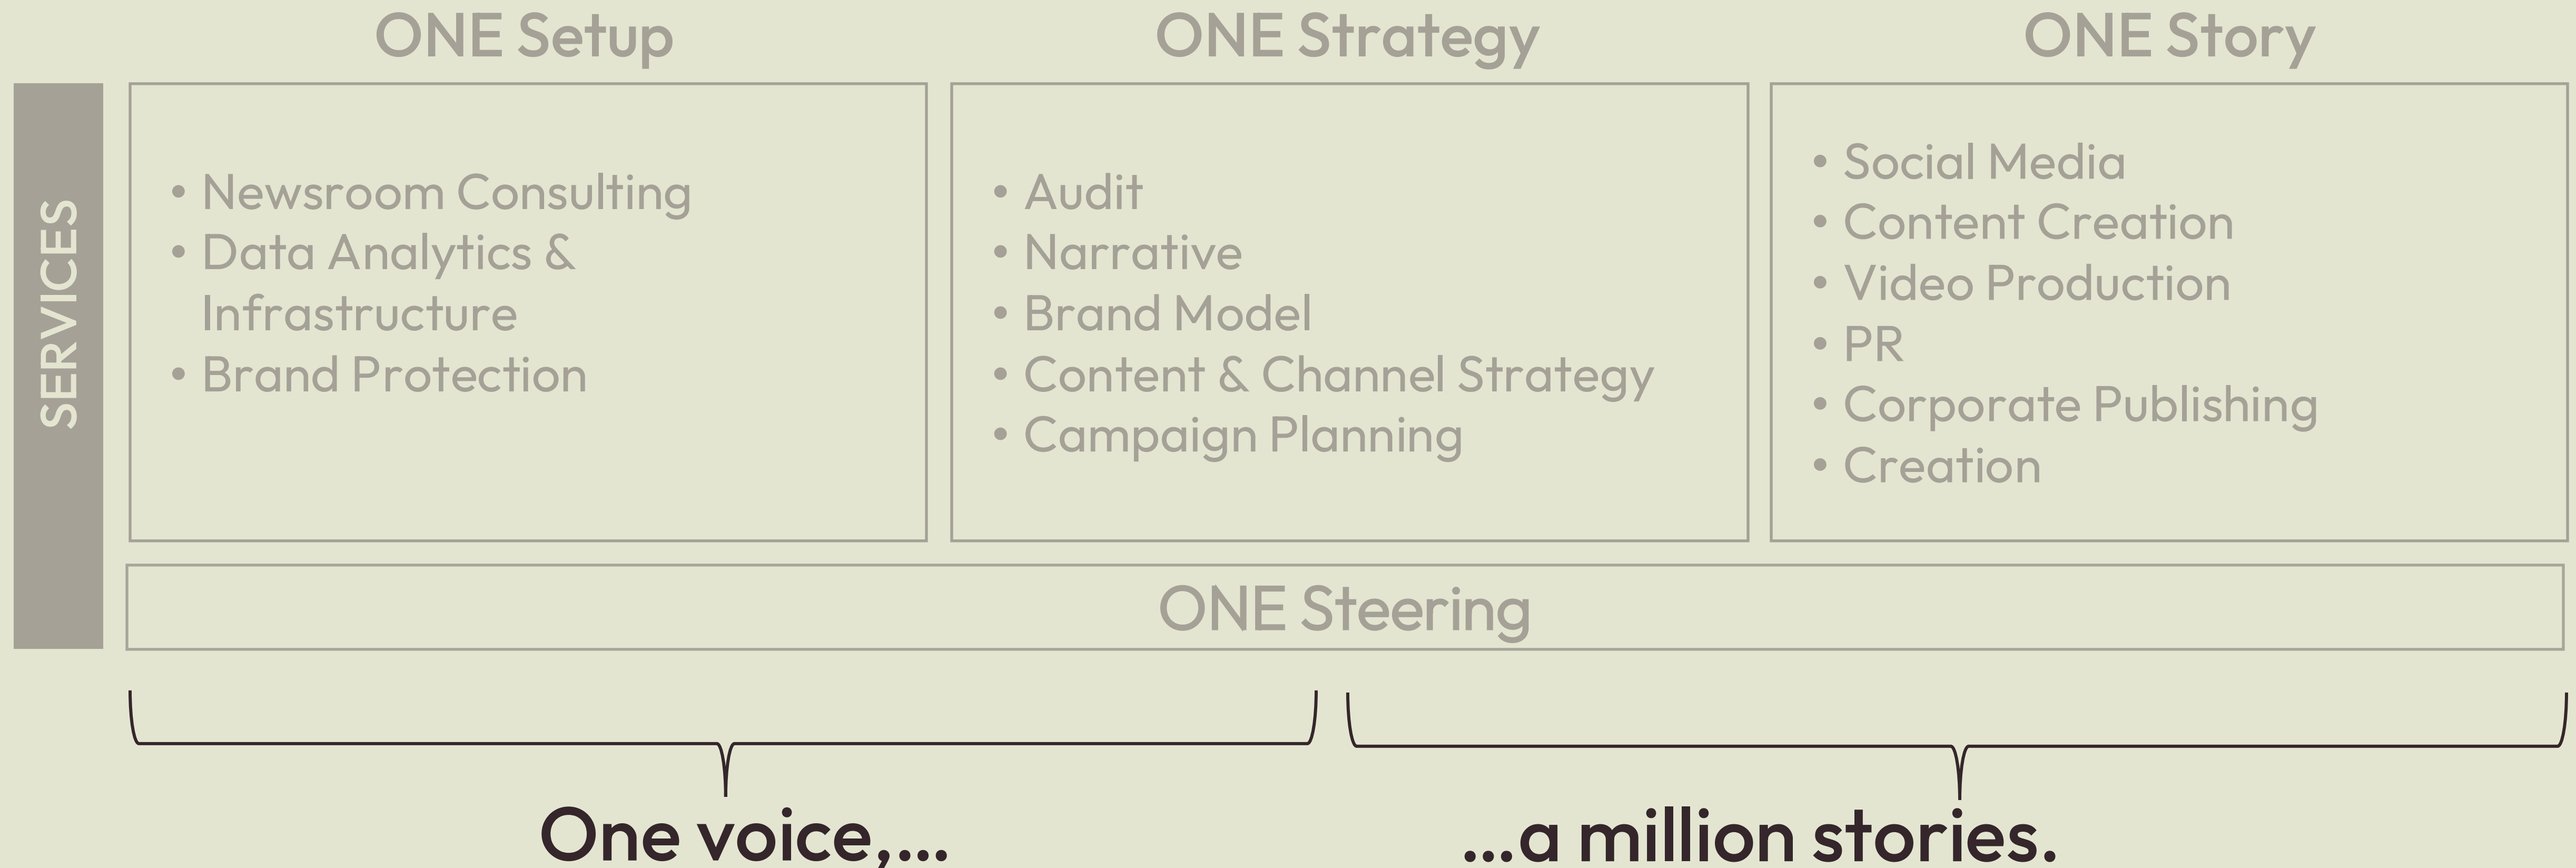 ONE Setup
ONE Strategy
ONE Story
SERVICES
• Newsroom Consulting
• Data Analytics &
Infrastructure
• Brand Protection
• Audit
• Narrative
• Brand Model
• Content & Channel Strategy
• Campaign Planning
• Social Media
• Content Creation
• Video Production
• PR
• Corporate Publishing
• Creation
ONE Steering
One voice,...
...a million stories.